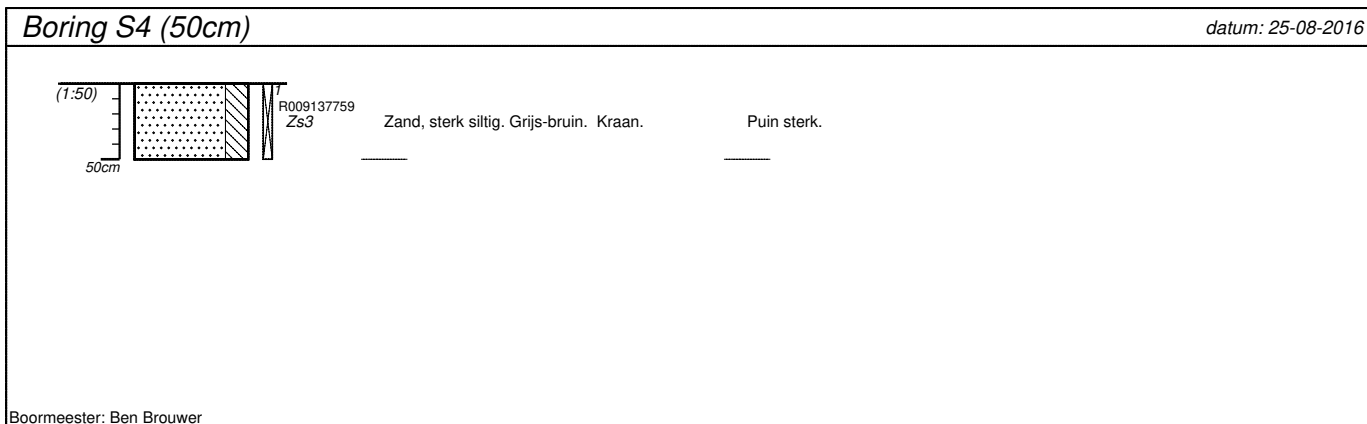 Boring S4 (50cm)
datum: 25-08-2016
(1:50)
1
R009137759
Zs3 Zand, sterk siltig. Grijs-bruin. Kraan. Puin sterk.
50cm
Boormeester: Ben Brouwer